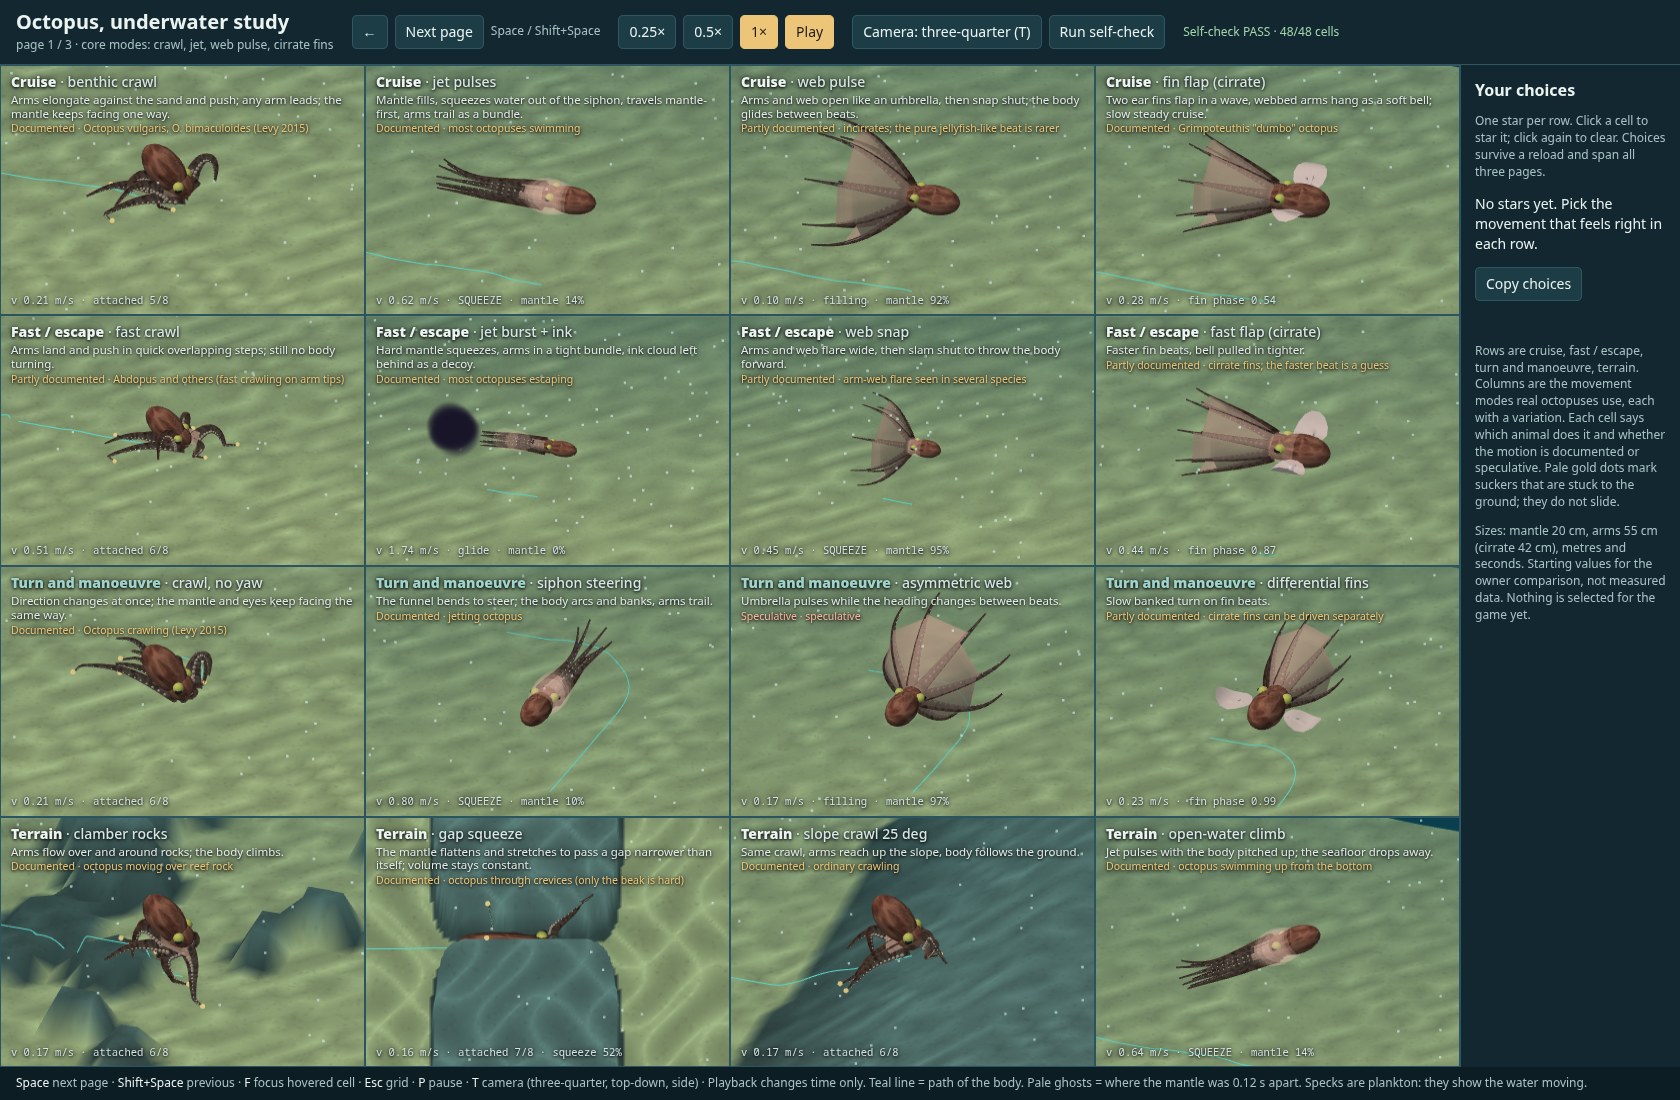 Octopus, underwater study
page 1 / 3 · core modes: crawl, jet, web pulse, cirrate fins
←
Next page
Space / Shift+Space
0.25×
0.5×
1×
Play
Camera: three-quarter (T)
Run self-check
Self-check PASS · 48/48 cells
Cruise · benthic crawl
Arms elongate against the sand and push; any arm leads; the
mantle keeps facing one way.
Documented · Octopus vulgaris, O. bimaculoides (Levy 2015)
v 0.21 m/s · attached 5/8
Cruise · jet pulses
Mantle fills, squeezes water out of the siphon, travels mantle-
first, arms trail as a bundle.
Documented · most octopuses swimming
v 0.62 m/s · SQUEEZE · mantle 14%
Cruise · web pulse
Arms and web open like an umbrella, then snap shut; the body
glides between beats.
Partly documented · incirrates; the pure jellyfish-like beat is rarer
v 0.10 m/s · filling · mantle 92%
Cruise · fin flap (cirrate)
Two ear fins flap in a wave, webbed arms hang as a soft bell;
slow steady cruise.
Documented · Grimpoteuthis "dumbo" octopus
v 0.28 m/s · fin phase 0.54
Fast / escape · fast crawl
Arms land and push in quick overlapping steps; still no body
turning.
Partly documented · Abdopus and others (fast crawling on arm tips)
v 0.51 m/s · attached 6/8
Fast / escape · jet burst + ink
Hard mantle squeezes, arms in a tight bundle, ink cloud left
behind as a decoy.
Documented · most octopuses escaping
v 1.74 m/s · glide · mantle 0%
Fast / escape · web snap
Arms and web flare wide, then slam shut to throw the body
forward.
Partly documented · arm-web flare seen in several species
v 0.45 m/s · SQUEEZE · mantle 95%
Fast / escape · fast flap (cirrate)
Faster fin beats, bell pulled in tighter.
Partly documented · cirrate fins; the faster beat is a guess
v 0.44 m/s · fin phase 0.87
Turn and manoeuvre · crawl, no yaw
Direction changes at once; the mantle and eyes keep facing the
same way.
Documented · Octopus crawling (Levy 2015)
v 0.21 m/s · attached 6/8
Turn and manoeuvre · siphon steering
The funnel bends to steer; the body arcs and banks, arms trail.
Documented · jetting octopus
v 0.80 m/s · SQUEEZE · mantle 10%
Turn and manoeuvre · asymmetric web
Umbrella pulses while the heading changes between beats.
Speculative · speculative
v 0.17 m/s · filling · mantle 97%
Turn and manoeuvre · differential fins
Slow banked turn on fin beats.
Partly documented · cirrate fins can be driven separately
v 0.23 m/s · fin phase 0.99
Terrain · clamber rocks
Arms flow over and around rocks; the body climbs.
Documented · octopus moving over reef rock
v 0.17 m/s · attached 6/8
Terrain · gap squeeze
The mantle flattens and stretches to pass a gap narrower than
itself; volume stays constant.
Documented · octopus through crevices (only the beak is hard)
v 0.16 m/s · attached 7/8 · squeeze 52%
Terrain · slope crawl 25 deg
Same crawl, arms reach up the slope, body follows the ground.
Documented · ordinary crawling
v 0.17 m/s · attached 6/8
Terrain · open-water climb
Jet pulses with the body pitched up; the seafloor drops away.
Documented · octopus swimming up from the bottom
v 0.64 m/s · SQUEEZE · mantle 14%
Your choices
One star per row. Click a cell to
star it; click again to clear. Choices
survive a reload and span all
three pages.
No stars yet. Pick the
movement that feels right in
each row.
Copy choices
Rows are cruise, fast / escape,
turn and manoeuvre, terrain.
Columns are the movement
modes real octopuses use, each
with a variation. Each cell says
which animal does it and whether
the motion is documented or
speculative. Pale gold dots mark
suckers that are stuck to the
ground; they do not slide.
Sizes: mantle 20 cm, arms 55 cm
(cirrate 42 cm), metres and
seconds. Starting values for the
owner comparison, not measured
data. Nothing is selected for the
game yet.
Space next page · Shift+Space previous · F focus hovered cell · Esc grid · P pause · T camera (three-quarter, top-down, side) · Playback changes time only. Teal line = path of the body. Pale ghosts = where the mantle was 0.12 s apart. Specks are plankton: they show the water moving.